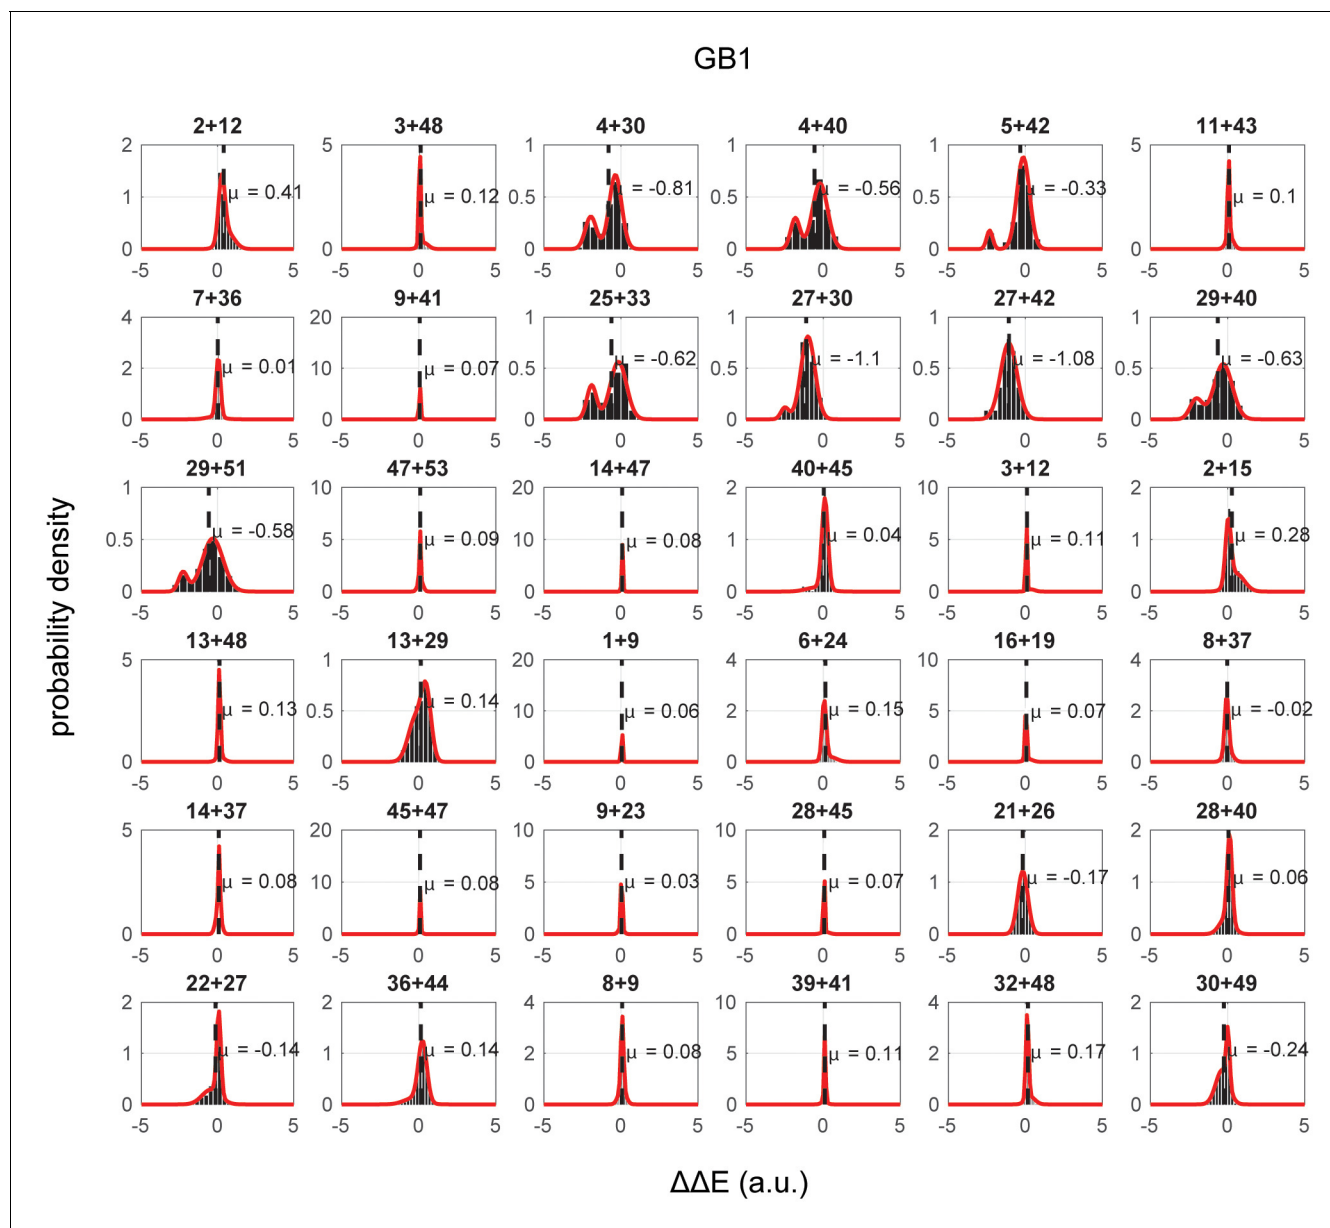 GB1
2+12 3+48 4+30 4+40 5+42 11+43
2 5 1 1 1 5
μ = 0.41 μ = 0.12 μ = -0.81 μ = -0.56 μ = -0.33 μ = 0.1
1 0.5 0.5 0.5
0 0 0 0 0 0
-5 0 5 -5 0 5 -5 0 5 -5 0 5 -5 0 5 -5 0 5
7+36 9+41 25+33 27+30 27+42 29+40
4 20 1 1 1 1
μ = 0.01 μ = 0.07 μ = -0.62 μ = -1.1 μ = -1.08 μ = -0.63
2 10 0.5 0.5 0.5 0.5
0 0 0 0 0 0
-5 0 5 -5 0 5 -5 0 5 -5 0 5 -5 0 5 -5 0 5
29+51 47+53 14+47 40+45 3+12 2+15
1 10 20 2 10 2
μ = -0.58 μ = 0.09 μ = 0.08 μ = 0.04 μ = 0.11 μ = 0.28
0.5 5 10 1 5 1
0 0 0 0 0 0
-5 0 5 -5 0 5 -5 0 5 -5 0 5 -5 0 5 -5 0 5
13+48 13+29 1+9 6+24 16+19 8+37
5 1 20 4 10 4
μ = 0.13 μ = 0.14 μ = 0.06 μ = 0.15 μ = 0.07 μ = -0.02
0.5 10 2 5 2
0 0 0 0 0 0
-5 0 5 -5 0 5 -5 0 5 -5 0 5 -5 0 5 -5 0 5
14+37 45+47 9+23 28+45 21+26 28+40
5 20 10 10 2 2
μ = 0.08 μ = 0.08 μ = 0.03 μ = 0.07 μ = -0.17 μ = 0.06
10 5 5 1 1
0 0 0 0 0 0
-5 0 5 -5 0 5 -5 0 5 -5 0 5 -5 0 5 -5 0 5
22+27 36+44 8+9 39+41 32+48 30+49
2 2 4 10 4 2
μ = -0.14 μ = 0.14 μ = 0.08 μ = 0.11 μ = 0.17 μ = -0.24
1 1 2 5 2 1
0 0 0 0 0 0
-5 0 5 -5 0 5 -5 0 5 -5 0 5 -5 0 5 -5 0 5
probability density
ΔΔE (a.u.)